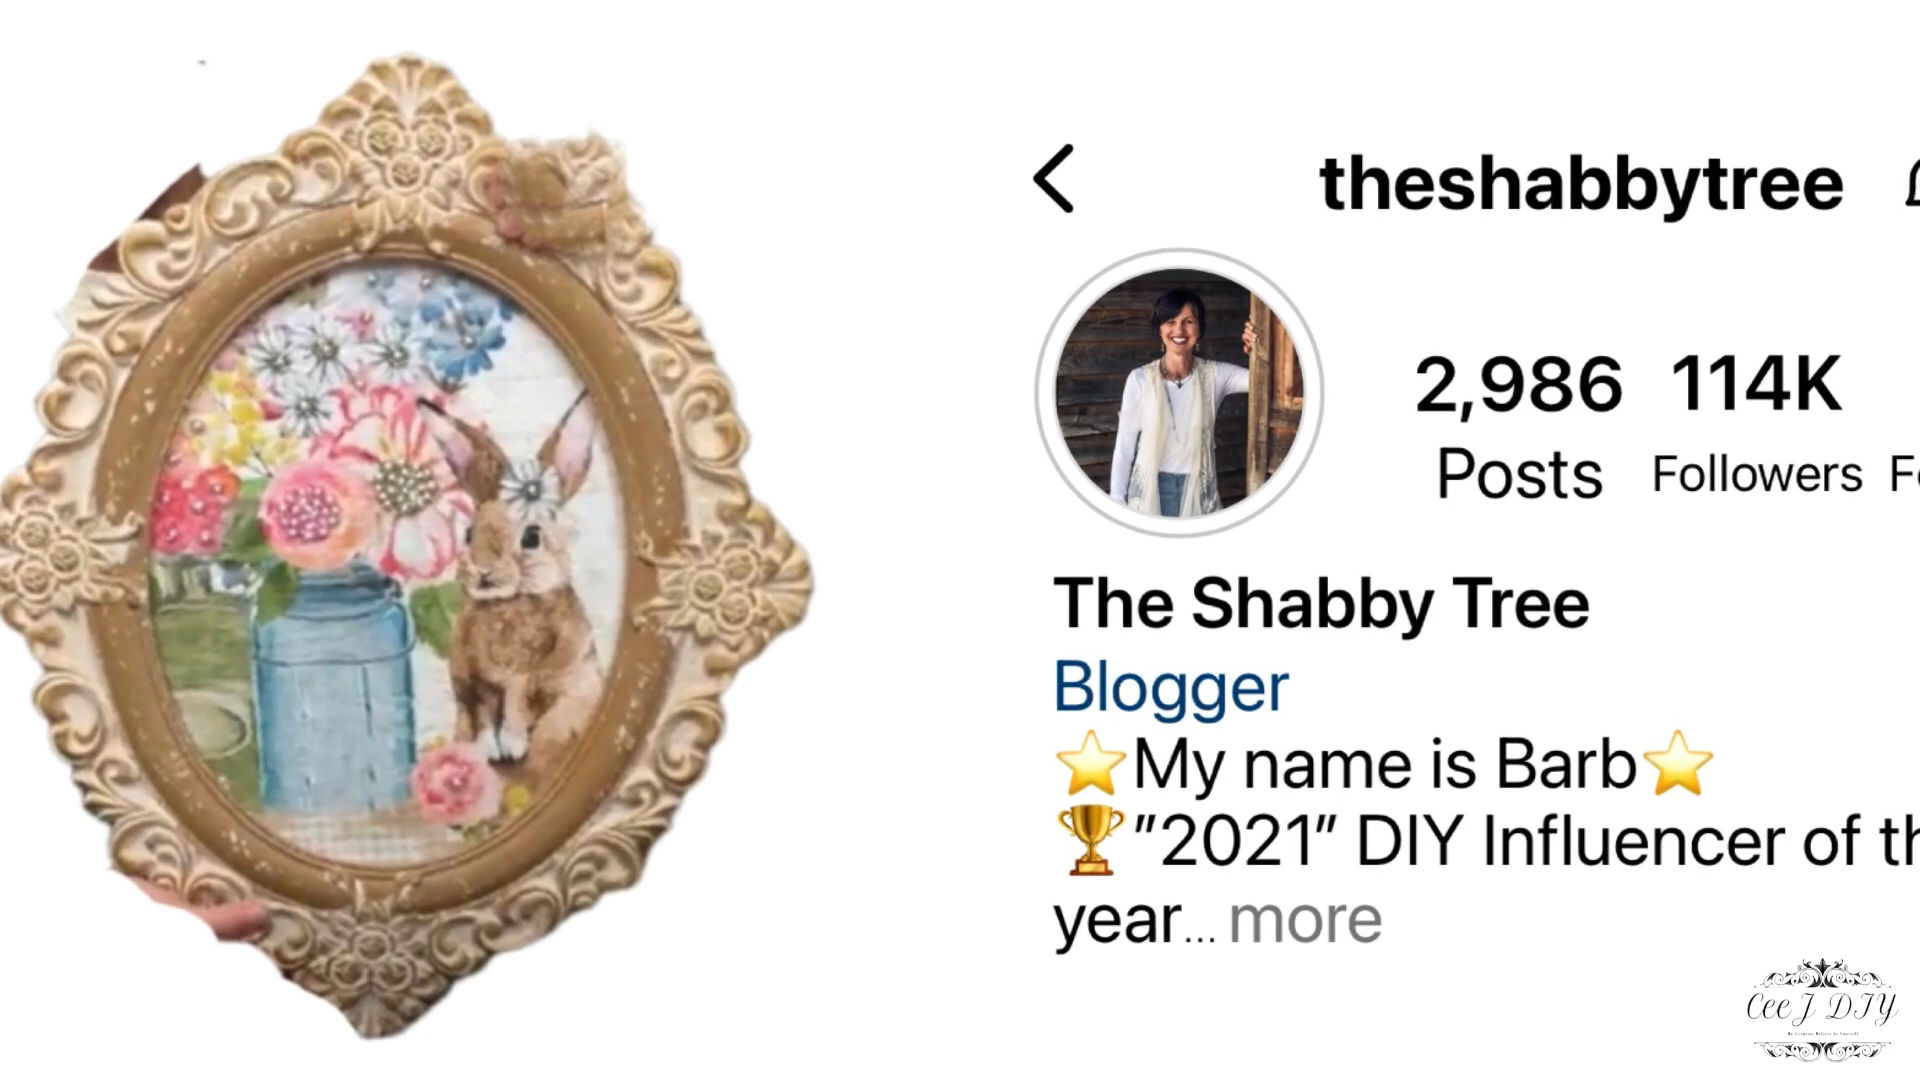 theshabbytree
2,986 114K
Posts Followers
The Shabby Tree
Blogger
⭐My name is Barb⭐
🏆"2021" DIY Influencer of th
year... more
Cee J DIY